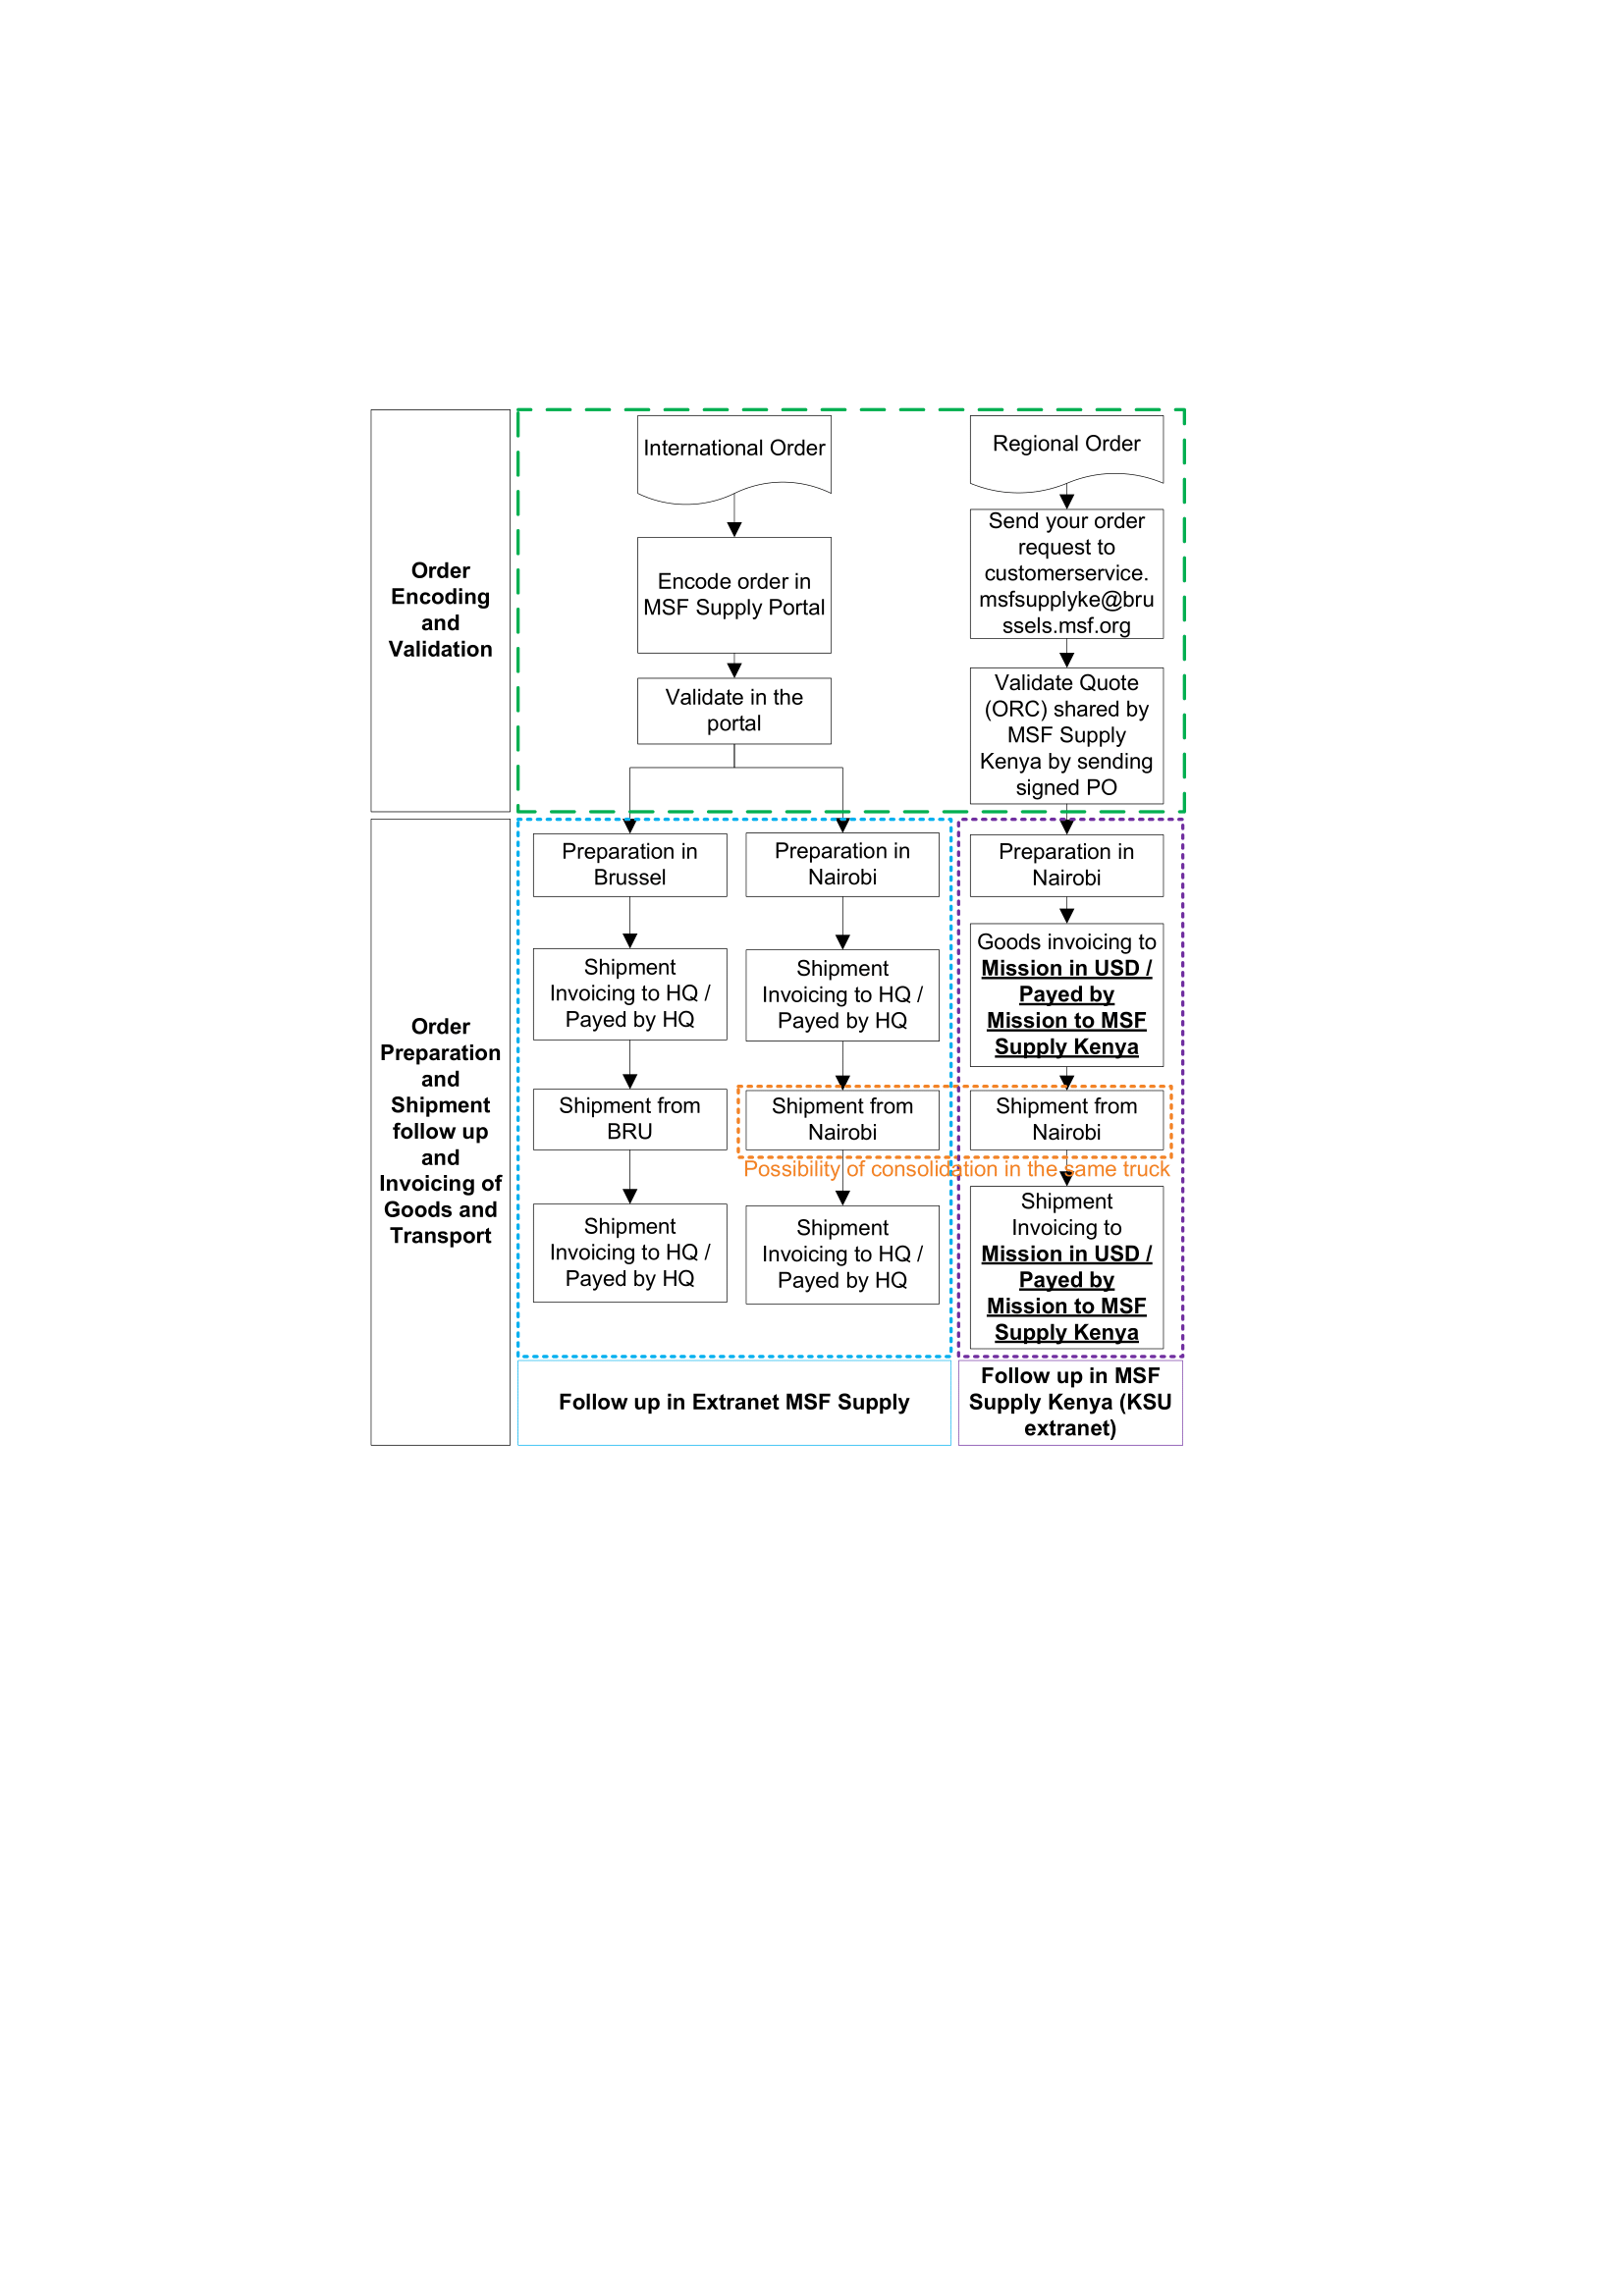 Order
Encoding
and
Validation
International Order
Encode order in
MSF Supply Portal
Validate in the
portal
Regional Order
Send your order
request to
customerservice.
msfsupplyke@bru
ssels.msf.org
Validate Quote
(ORC) shared by
MSF Supply
Kenya by sending
signed PO
Order
Preparation
and
Shipment
follow up
and
Invoicing of
Goods and
Transport
Preparation in
Brussel
Shipment
Invoicing to HQ /
Payed by HQ
Shipment from
BRU
Shipment
Invoicing to HQ /
Payed by HQ
Preparation in
Nairobi
Shipment
Invoicing to HQ /
Payed by HQ
Shipment from
Nairobi
Shipment
Invoicing to HQ /
Payed by HQ
Preparation in
Nairobi
Goods invoicing to
Mission in USD /
Payed by
Mission to MSF
Supply Kenya
Shipment from
Nairobi
Possibility of consolidation in the same truck
Shipment
Invoicing to
Mission in USD /
Payed by
Mission to MSF
Supply Kenya
Follow up in Extranet MSF Supply
Follow up in MSF
Supply Kenya (KSU
extranet)